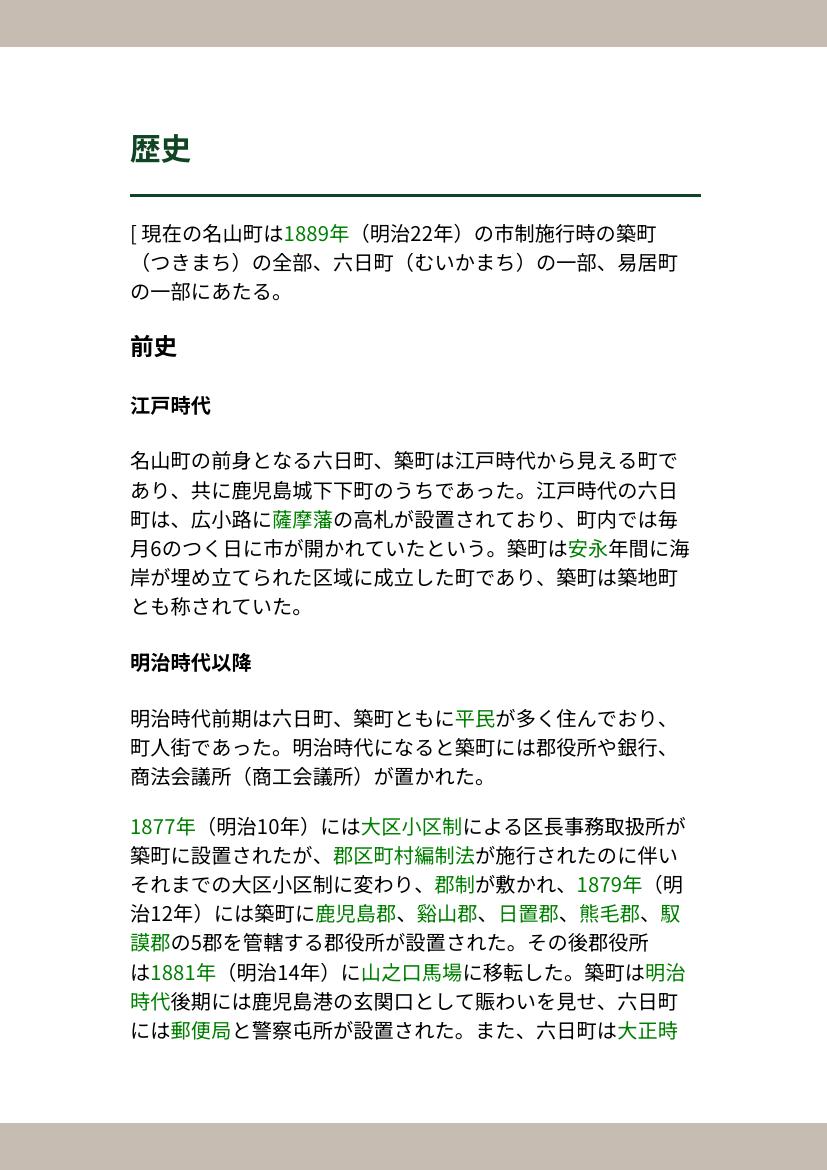 歴史
[ 現在の名山町は1889年（明治22年）の市制施行時の築町
（つきまち）の全部、六日町（むいかまち）の一部、易居町
の一部にあたる。
前史
江戸時代
名山町の前身となる六日町、築町は江戸時代から見える町で
あり、共に鹿児島城下下町のうちであった。江戸時代の六日
町は、広小路に薩摩藩の高札が設置されており、町内では毎
月6のつく日に市が開かれていたという。築町は安永年間に海
岸が埋め立てられた区域に成立した町であり、築町は築地町
とも称されていた。
明治時代以降
明治時代前期は六日町、築町ともに平民が多く住んでおり、
町人街であった。明治時代になると築町には郡役所や銀行、
商法会議所（商工会議所）が置かれた。
1877年（明治10年）には大区小区制による区長事務取扱所が
築町に設置されたが、郡区町村編制法が施行されたのに伴い
それまでの大区小区制に変わり、郡制が敷かれ、1879年（明
治12年）には築町に鹿児島郡、谿山郡、日置郡、熊毛郡、馭
謨郡の5郡を管轄する郡役所が設置された。その後郡役所
は1881年（明治14年）に山之口馬場に移転した。築町は明治
時代後期には鹿児島港の玄関口として賑わいを見せ、六日町
には郵便局と警察屯所が設置された。また、六日町は大正時